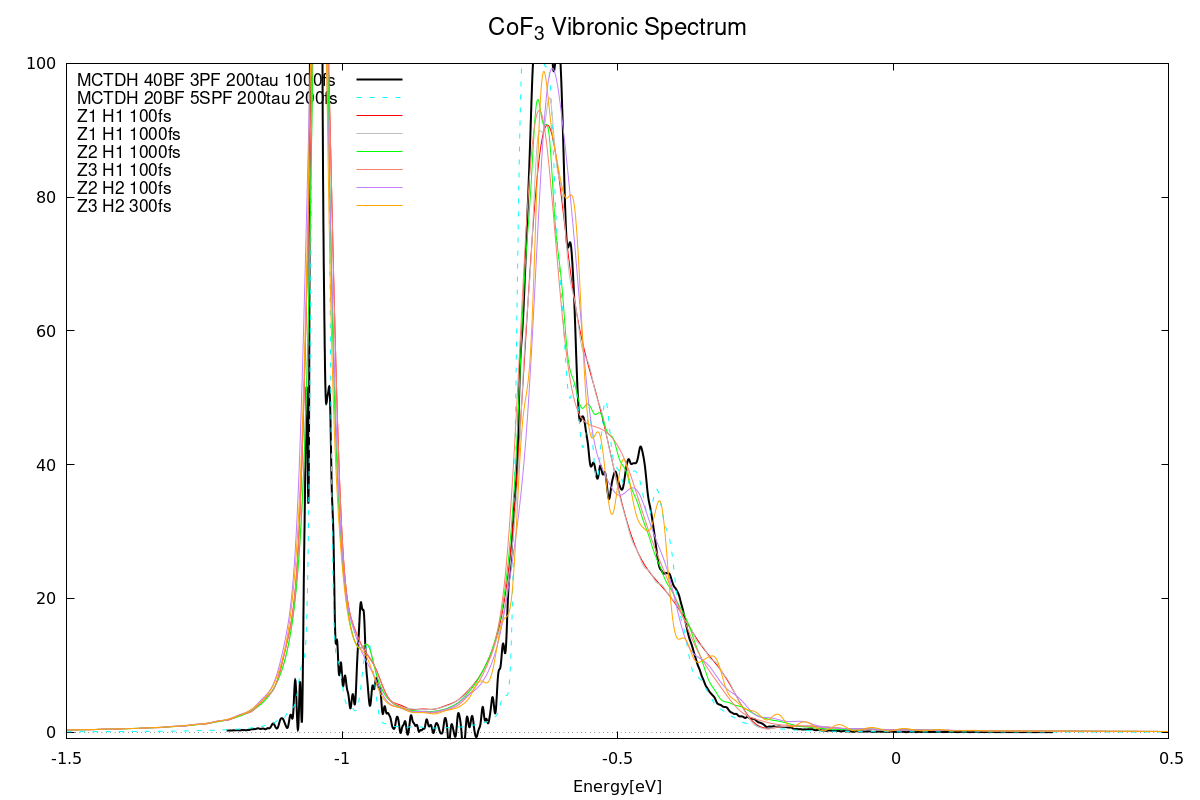 CoF3 Vibronic Spectrum
100
80
60
40
20
0
MCTDH 40BF 3PF 200tau 1000fs
MCTDH 20BF 5SPF 200tau 200fs
Z1 H1 100fs
Z1 H1 1000fs
Z2 H1 1000fs
Z3 H1 100fs
Z2 H2 100fs
Z3 H2 300fs
-1.5 -1 -0.5 0 0.5
Energy[eV]